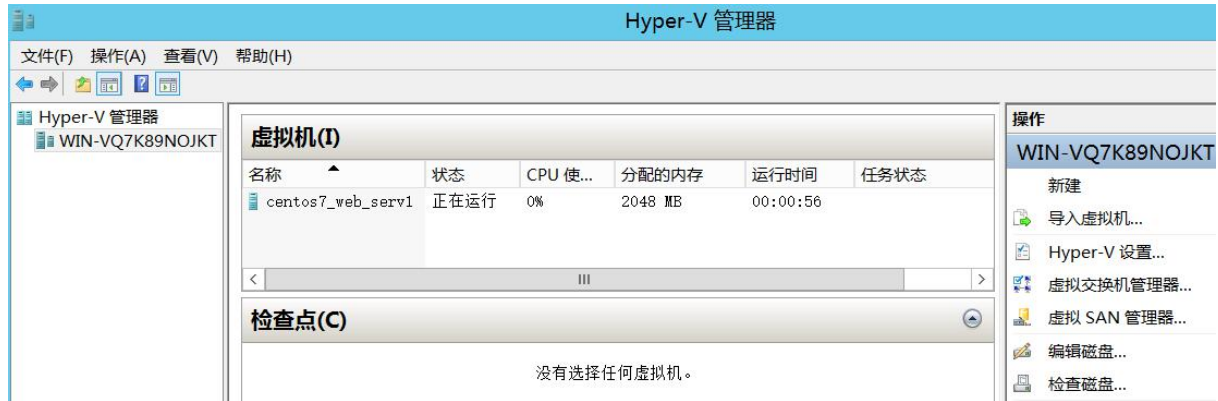 Hyper-V 管理器
文件(F) 操作(A) 查看(V) 帮助(H)
Hyper-V 管理器
WIN-VQ7K89NOJKT
虚拟机(I)
名称 状态 CPU 使... 分配的内存 运行时间 任务状态
centos7_web_serv1 正在运行 0% 2048 MB 00:00:56
检查点(C)
没有选择任何虚拟机。
操作
WIN-VQ7K89NOJKT
新建
导入虚拟机...
Hyper-V 设置...
虚拟交换机管理器...
虚拟 SAN 管理器...
编辑磁盘...
检查磁盘...